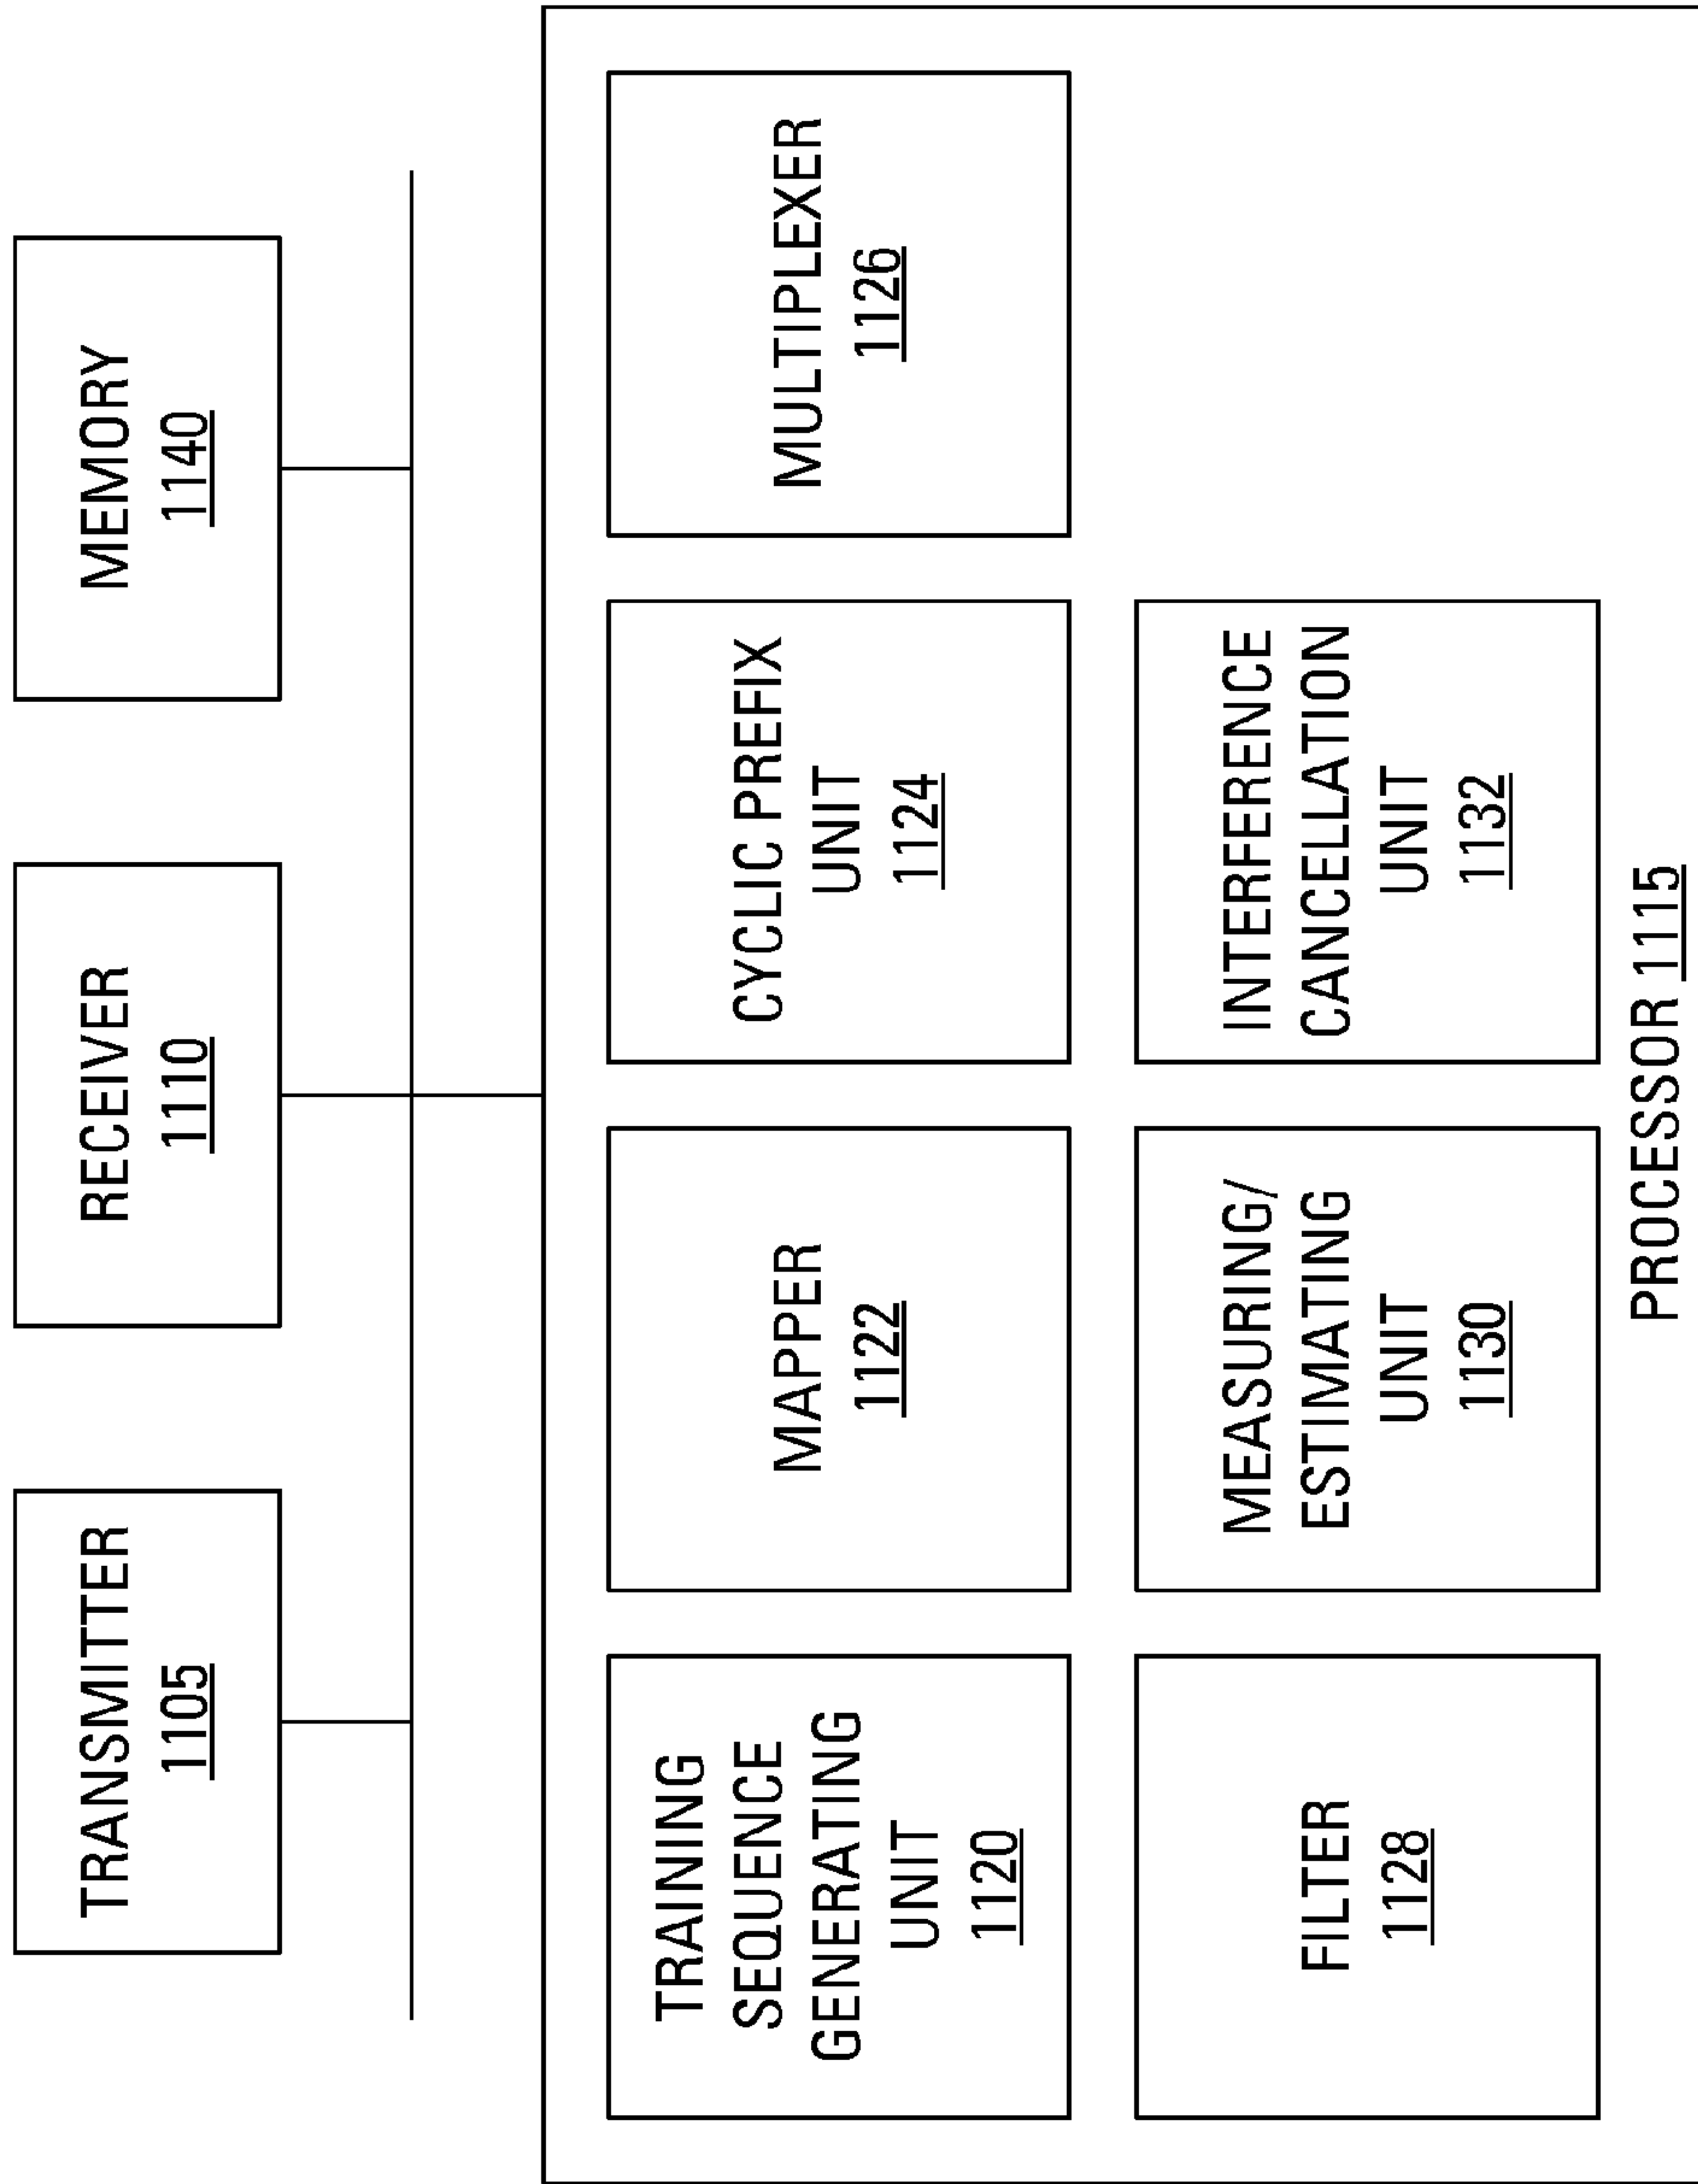 TRANSMITTER
1105
RECEIVER
1110
MEMORY
1140
TRAINING
SEQUENCE
GENERATING
UNIT
1120
MAPPER
1122
CYCLIC PREFIX
UNIT
1124
MULTIPLEXER
1126
FILTER
1128
MEASURING/
ESTIMATING
UNIT
1130
INTERFERENCE
CANCELLATION
UNIT
1132
PROCESSOR 1115